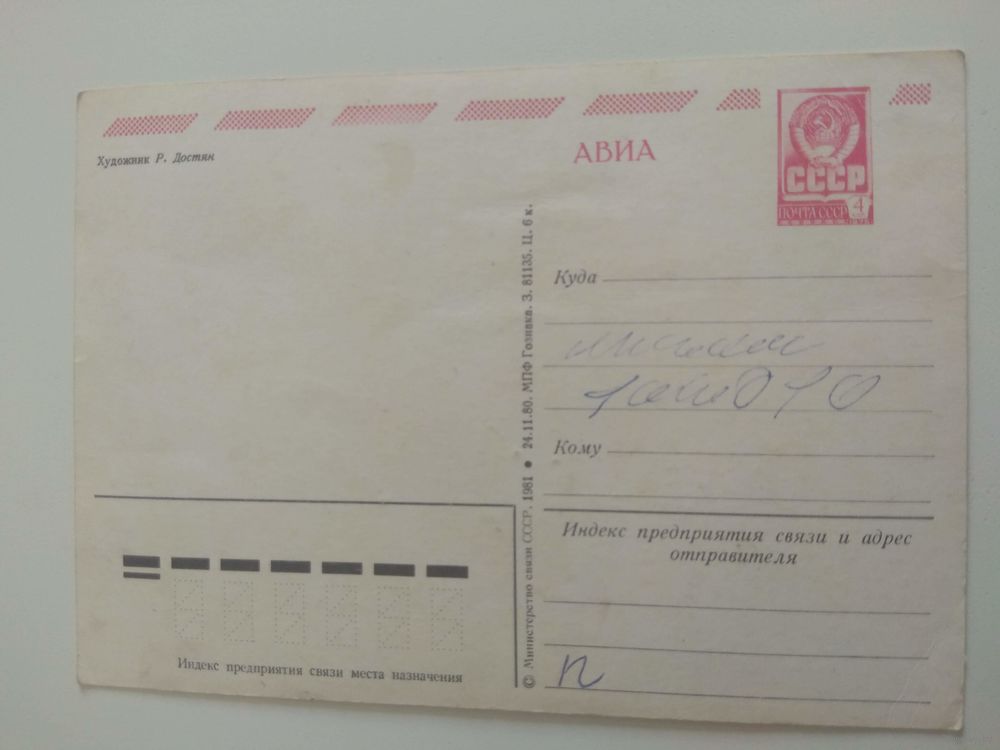 Художник Р. Достян
АВИА
СССР
ПОЧТА СССР 4
Куда
Кому
Индекс предприятия связи и адрес
отправителя
п
Индекс предприятия связи места назначения
© Министерство связи СССР. 1981 ● 24.11.80. МПФ Гознака. З. 81135. Ц. 6 к.